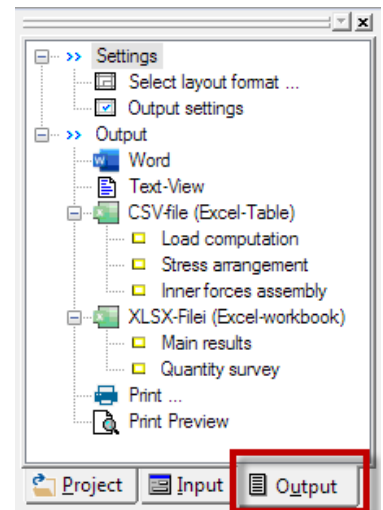 Settings
Select layout format ...
Output settings
Output
Word
Text-View
CSV-file (Excel-Table)
Load computation
Stress arrangement
Inner forces assembly
XLSX-Filei (Excel-workbook)
Main results
Quantity survey
Print ...
Print Preview
Project Input Output